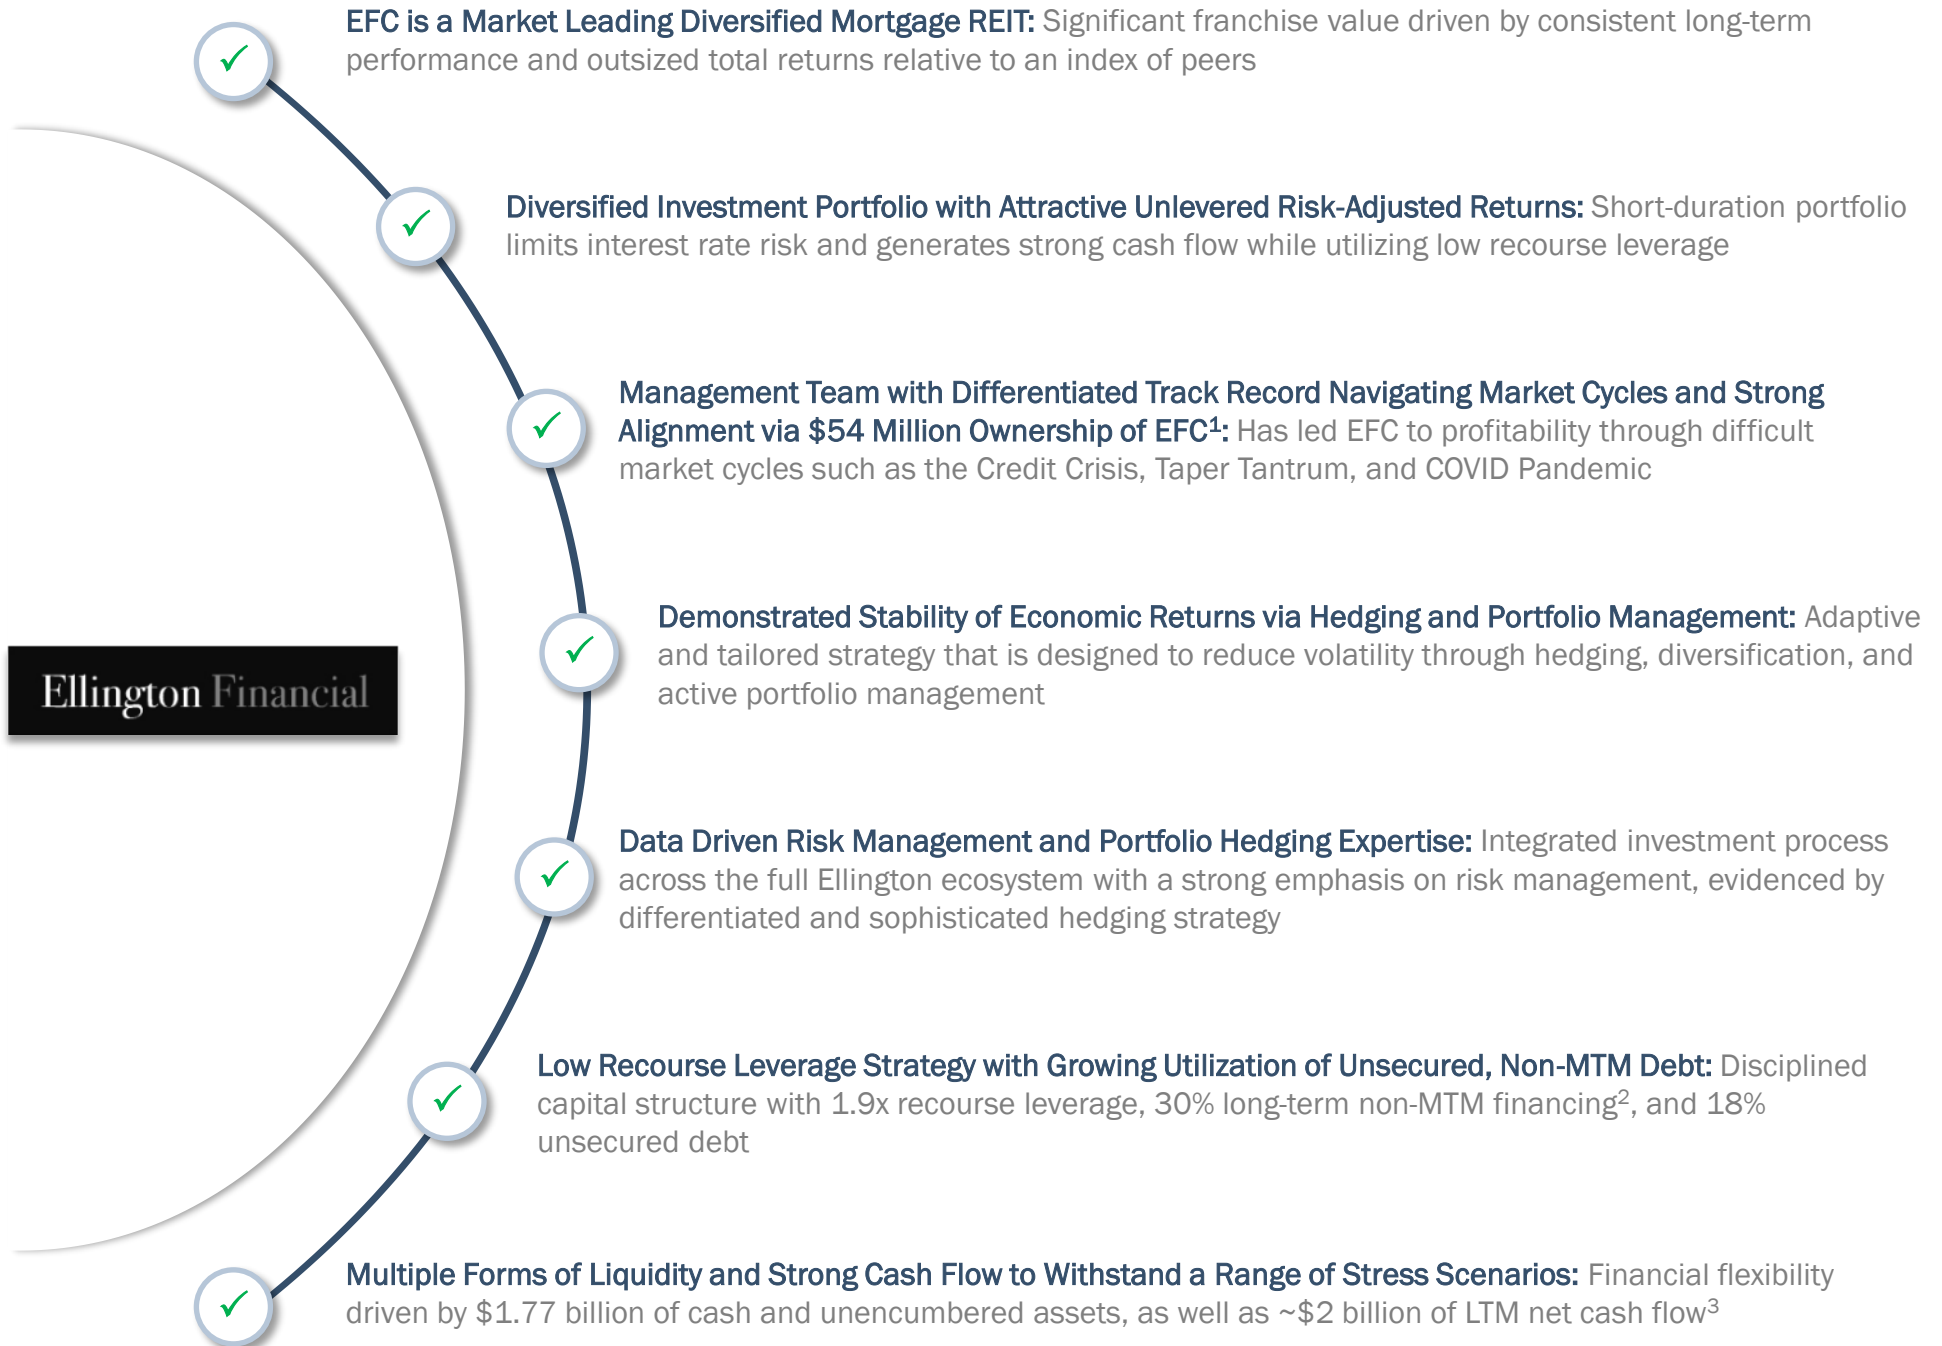 EFC is a Market Leading Diversified Mortgage REIT: Significant franchise value driven by consistent long-term
performance and outsized total returns relative to an index of peers
Diversified Investment Portfolio with Attractive Unlevered Risk-Adjusted Returns: Short-duration portfolio
limits interest rate risk and generates strong cash flow while utilizing low recourse leverage
Management Team with Differentiated Track Record Navigating Market Cycles and Strong
Alignment via $54 Million Ownership of EFC¹: Has led EFC to profitability through difficult
market cycles such as the Credit Crisis, Taper Tantrum, and COVID Pandemic
Demonstrated Stability of Economic Returns via Hedging and Portfolio Management: Adaptive
and tailored strategy that is designed to reduce volatility through hedging, diversification, and
active portfolio management
Ellington Financial
Data Driven Risk Management and Portfolio Hedging Expertise: Integrated investment process
across the full Ellington ecosystem with a strong emphasis on risk management, evidenced by
differentiated and sophisticated hedging strategy
Low Recourse Leverage Strategy with Growing Utilization of Unsecured, Non-MTM Debt: Disciplined
capital structure with 1.9x recourse leverage, 30% long-term non-MTM financing², and 18%
unsecured debt
Multiple Forms of Liquidity and Strong Cash Flow to Withstand a Range of Stress Scenarios: Financial flexibility
driven by $1.77 billion of cash and unencumbered assets, as well as ~$2 billion of LTM net cash flow³